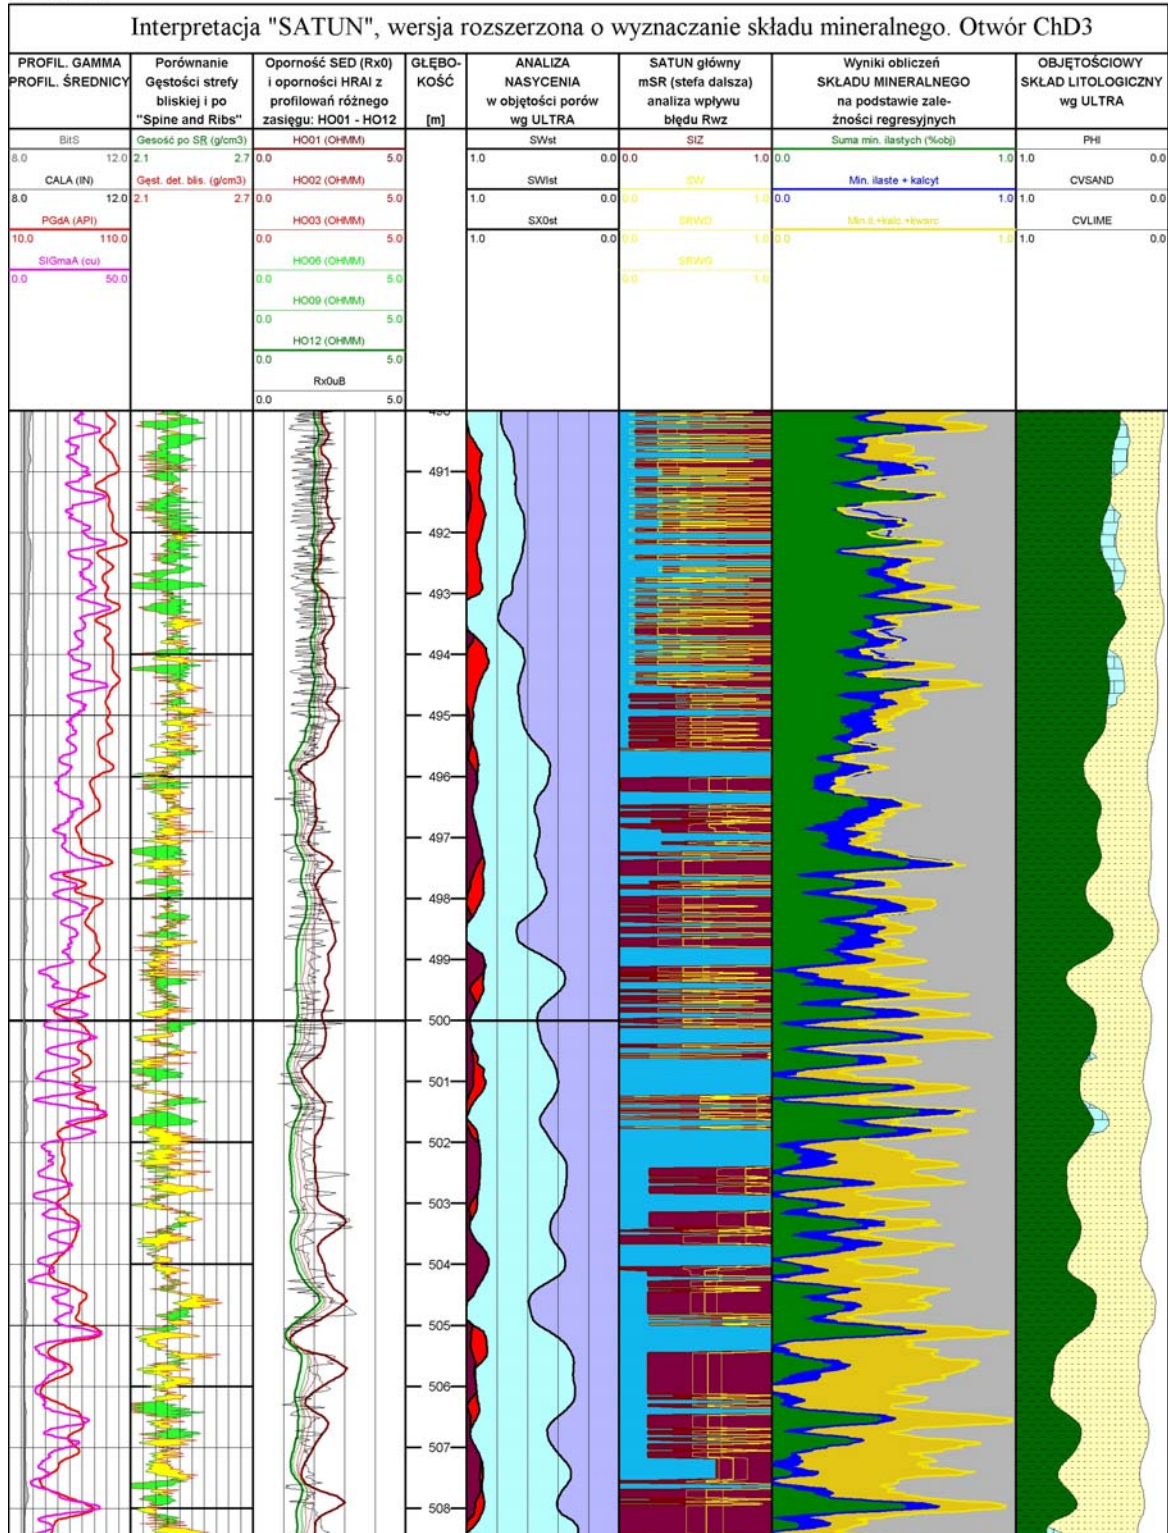 Interpretacja "SATUN", wersja rozszerzona o wyznaczanie składu mineralnego. Otwór ChD3
PROFIL. GAMMA
PROFIL. ŚREDNICY
BitS
8.0 12.0
CALA (IN)
8.0 12.0
PGdA (API)
10.0 110.0
SIGmaA (cu)
0.0 50.0
Porównanie
Gęstości strefy
bliskiej i po
"Spine and Ribs"
Gesość po SR (g/cm3)
2.1 2.7
Gęst. det. blis. (g/cm3)
2.1 2.7
Oporność SED (Rx0)
i oporności HRAI z
profilowań różnego
zasięgu: HO01 - HO12
HO01 (OHMM)
0.0 5.0
HO02 (OHMM)
0.0 5.0
HO03 (OHMM)
0.0 5.0
HO06 (OHMM)
0.0 5.0
HO09 (OHMM)
0.0 5.0
HO12 (OHMM)
0.0 5.0
Rx0uB
0.0 5.0
GŁĘBO-
KOŚĆ
[m]
ANALIZA
NASYCENIA
w objętości porów
wg ULTRA
SWst
1.0 0.0
SWIst
1.0 0.0
SX0st
1.0 0.0
SATUN główny
mSR (stefa dalsza)
analiza wpływu
błędu Rwz
SIZ
0.0 1.0
SW
0.0 1.0
SRWD
0.0 1.0
SRWG
0.0 1.0
Wyniki obliczeń
SKŁADU MINERALNEGO
na podstawie zale-
żności regresyjnych
Suma min. ilastych (%obj)
0.0 1.0
Min. ilaste + kalcyt
0.0 1.0
Min.il.+kalc.+kwarc
0.0 1.0
OBJĘTOŚCIOWY
SKŁAD LITOLOGICZNY
wg ULTRA
PHI
1.0 0.0
CVSAND
1.0 0.0
CVLIME
1.0 0.0
490
491
492
493
494
495
496
497
498
499
500
501
502
503
504
505
506
507
508